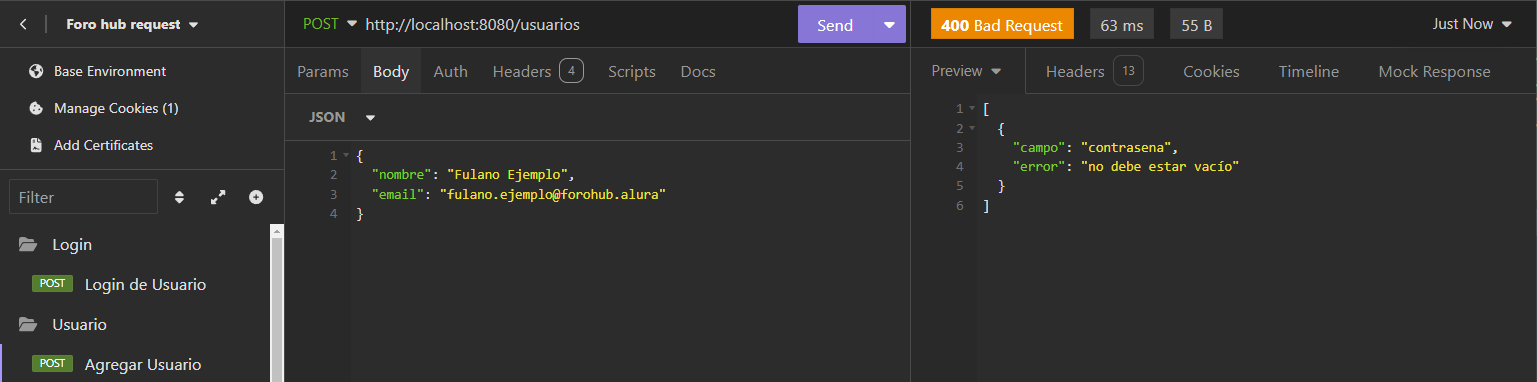 Foro hub request
Base Environment
Manage Cookies (1)
Add Certificates
Filter
Login
POST Login de Usuario
Usuario
POST Agregar Usuario
POST http://localhost:8080/usuarios Send
Params Body Auth Headers 4 Scripts Docs
JSON
1 {
2 "nombre": "Fulano Ejemplo",
3 "email": "fulano.ejemplo@forohub.alura"
4 }
400 Bad Request 63 ms 55 B Just Now
Preview Headers 13 Cookies Timeline Mock Response
1 [
2 {
3 "campo": "contrasena",
4 "error": "no debe estar vacío"
5 }
6 ]